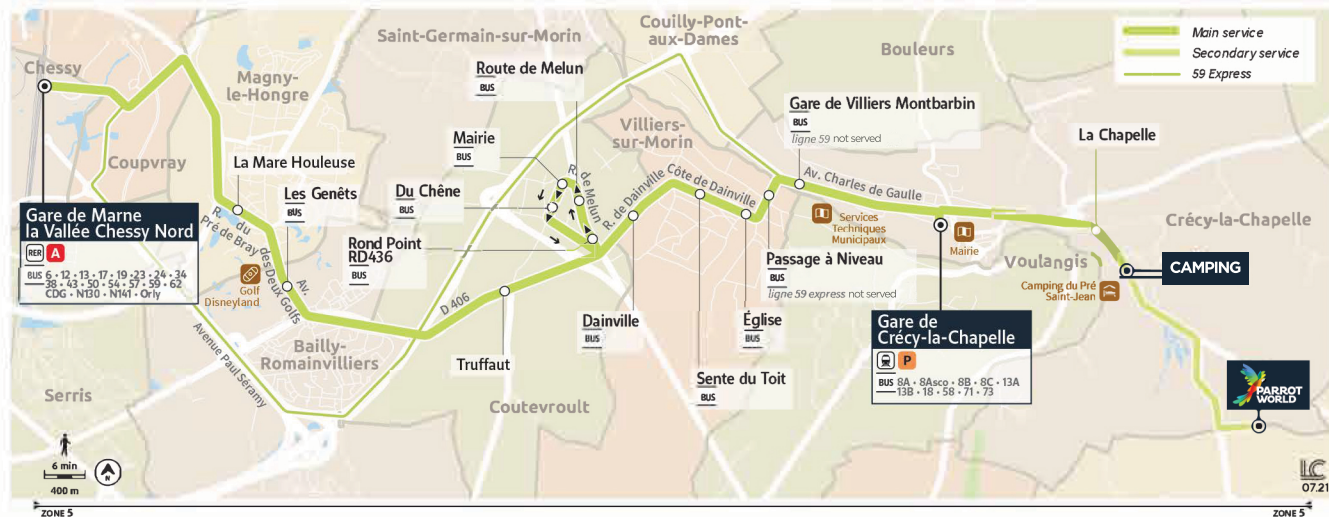 Main service
Secondary service
59 Express
Chessy
Coupvray
Magny-
le-Hongre
Saint-Germain-sur-Morin
Couilly-Pont-
aux-Dames
Bouleurs
Villiers-
sur-Morin
Crécy-la-Chapelle
Voulangis
Coutevroult
Bailly-
Romainvilliers
Serris
Gare de Marne
la Vallée Chessy Nord
RER A
BUS 6 • 12 • 13 • 17 • 19 • 23 • 24 • 34
38 • 43 • 50 • 54 • 57 • 59 • 62
CDG • N130 • N141 • Orly
La Mare Houleuse
Les Genêts
BUS
R. du
Pré de Bray
Av.
des Deux Golfs
Golf
Disneyland
Avenue Paul Séramy
D 406
Truffaut
Rond Point
RD436
Du Chêne
BUS
Mairie
BUS
Route de Melun
BUS
R.
de Melun
R. de Dainville
Côte de Dainville
Dainville
BUS
Sente du Toit
BUS
Église
BUS
Passage à Niveau
BUS
ligne 59 express not served
Gare de Villiers Montbarbin
BUS
ligne 59 not served
Av. Charles de Gaulle
Services
Techniques
Municipaux
Mairie
Gare de
Crécy-la-Chapelle
P
BUS 8A • 8Asco • 8B • 8C • 13A
13B • 18 • 58 • 71 • 73
La Chapelle
Camping du Pré
Saint-Jean
CAMPING
PARROT
WORLD
6 min
400 m
N
LC
07.21
ZONE 5
ZONE 5